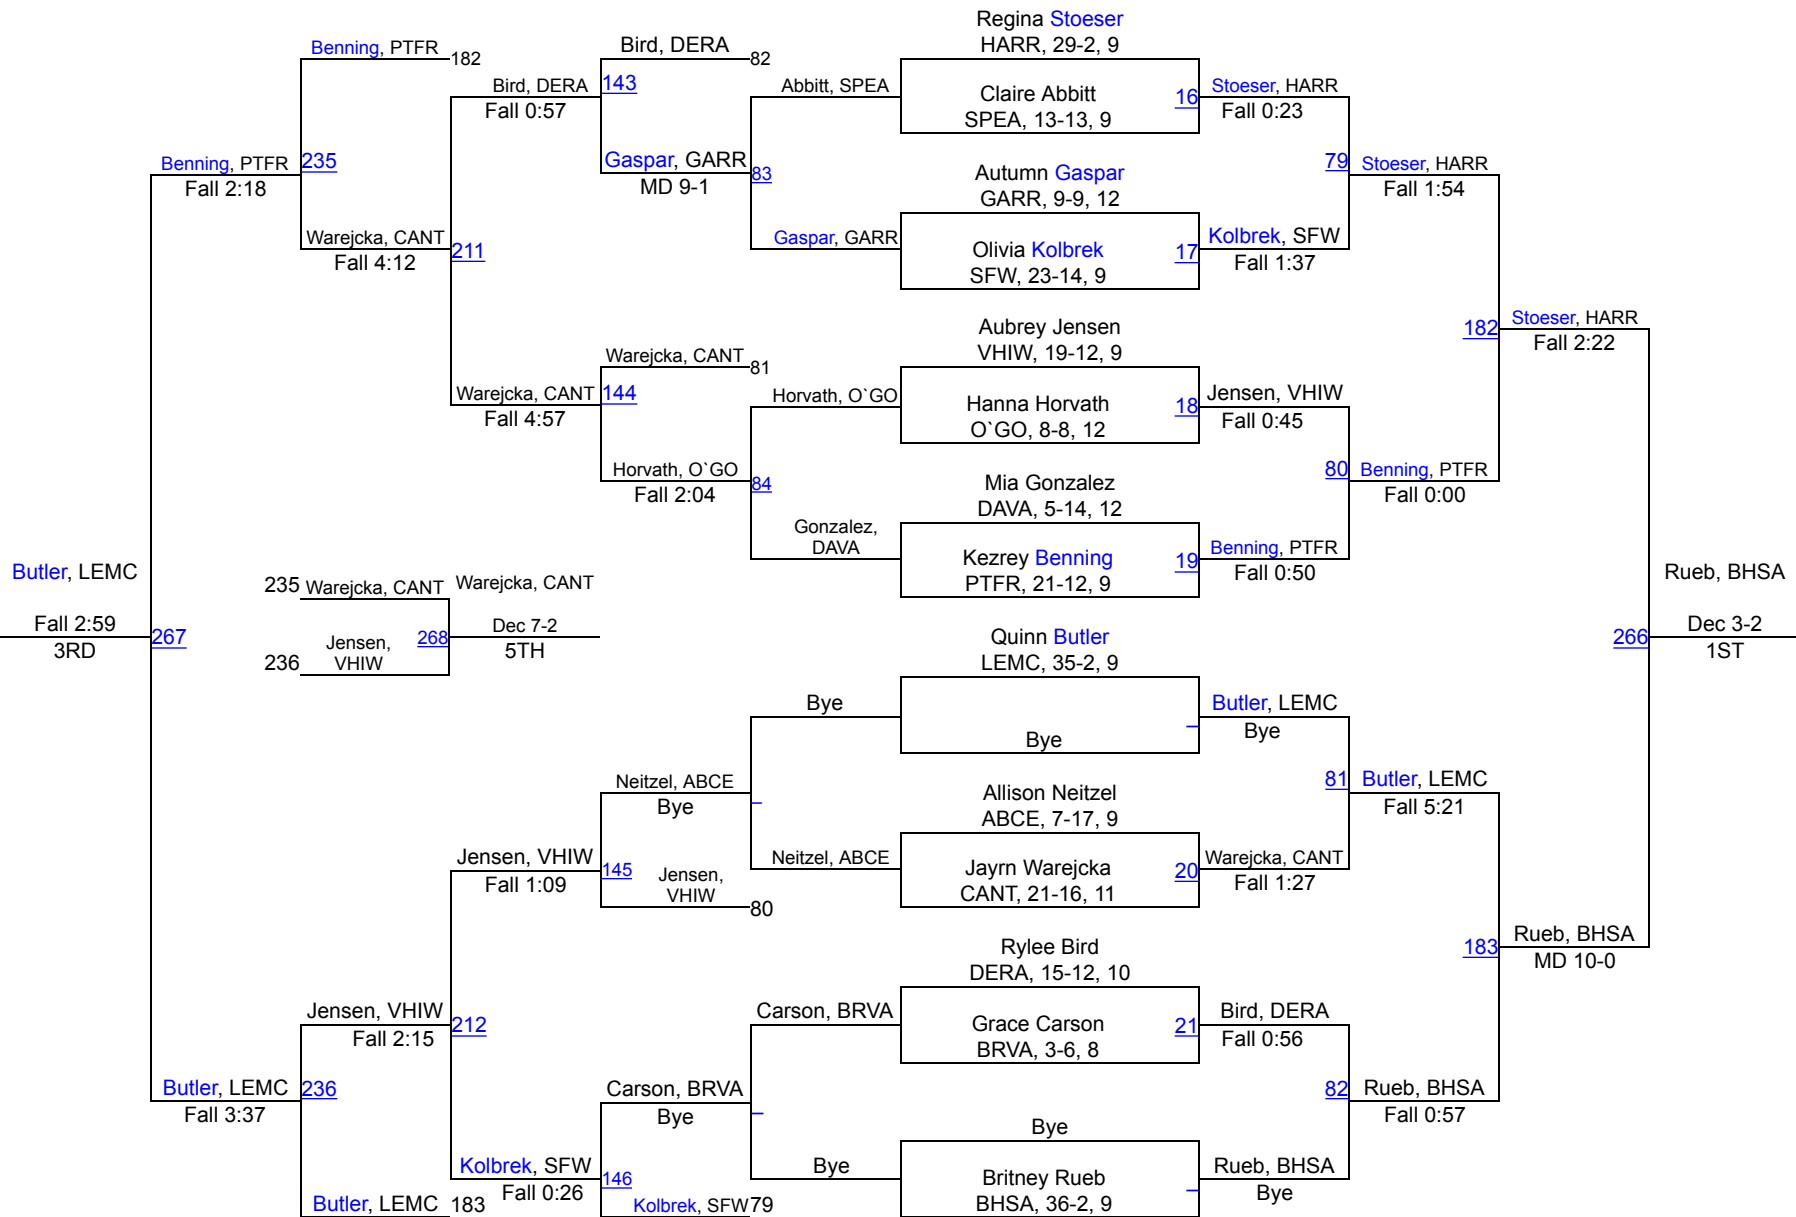 Regina Stoeser
HARR, 29-2, 9
Benning, PTFR 182
Bird, DERA 82
Bird, DERA 143
Fall 0:57
Abbitt, SPEA
Claire Abbitt
SPEA, 13-13, 9
16 Stoeser, HARR
Fall 0:23
Benning, PTFR 235
Fall 2:18
Gaspar, GARR 83
MD 9-1
Autumn Gaspar
GARR, 9-9, 12
79 Stoeser, HARR
Fall 1:54
Warejcka, CANT 211
Fall 4:12
Gaspar, GARR
Olivia Kolbrek
SFW, 23-14, 9
17 Kolbrek, SFW
Fall 1:37
Aubrey Jensen
VHIW, 19-12, 9
182 Stoeser, HARR
Fall 2:22
Warejcka, CANT 81
Warejcka, CANT 144
Fall 4:57
Horvath, O`GO
Hanna Horvath
O`GO, 8-8, 12
18 Jensen, VHIW
Fall 0:45
Horvath, O`GO 84
Fall 2:04
Mia Gonzalez
DAVA, 5-14, 12
80 Benning, PTFR
Fall 0:00
Gonzalez,
DAVA
Kezrey Benning
PTFR, 21-12, 9
19 Benning, PTFR
Fall 0:50
Butler, LEMC
Fall 2:59
3RD
267
235 Warejcka, CANT
Warejcka, CANT
236 Jensen,
VHIW
268
Dec 7-2
5TH
Rueb, BHSA
266 Dec 3-2
1ST
Quinn Butler
LEMC, 35-2, 9
Bye
Bye
Butler, LEMC
Bye
Neitzel, ABCE
Bye
Allison Neitzel
ABCE, 7-17, 9
81 Butler, LEMC
Fall 5:21
Jensen, VHIW 145
Fall 1:09
Jensen,
VHIW
80
Neitzel, ABCE
Jayrn Warejcka
CANT, 21-16, 11
20 Warejcka, CANT
Fall 1:27
Rylee Bird
DERA, 15-12, 10
183 Rueb, BHSA
MD 10-0
Jensen, VHIW 212
Fall 2:15
Carson, BRVA
Grace Carson
BRVA, 3-6, 8
21 Bird, DERA
Fall 0:56
Butler, LEMC 236
Fall 3:37
Carson, BRVA
Bye
82 Rueb, BHSA
Fall 0:57
Bye
Kolbrek, SFW 146
Fall 0:26
Bye
Britney Rueb
BHSA, 36-2, 9
Rueb, BHSA
Bye
Butler, LEMC 183
Kolbrek, SFW 79